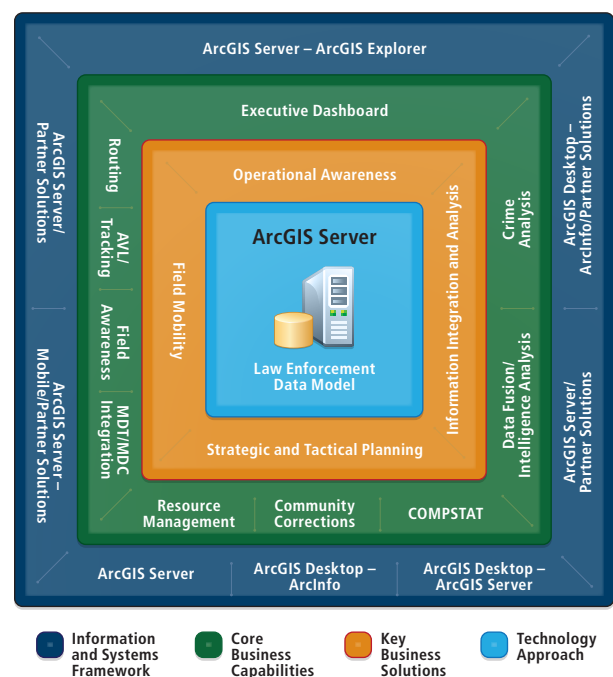 ArcGIS Server – ArcGIS Explorer
ArcGIS Server/
Partner Solutions
ArcGIS Server –
Mobile/Partner Solutions
ArcGIS Desktop –
ArcInfo/Partner Solutions
ArcGIS Server/
Partner Solutions
Executive Dashboard
Routing
AVL/
Tracking
Field
Awareness
MDT/MDC
Integration
Crime
Analysis
Data Fusion/
Intelligence Analysis
Operational Awareness
Field Mobility
Information Integration and Analysis
ArcGIS Server
Law Enforcement
Data Model
Strategic and Tactical Planning
Resource
Management
Community
Corrections
COMPSTAT
ArcGIS Server
ArcGIS Desktop –
ArcInfo
ArcGIS Desktop –
ArcGIS Server
Information
and Systems
Framework
Core
Business
Capabilities
Key
Business
Solutions
Technology
Approach